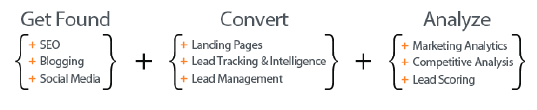 Get Found
{ + SEO
+ Blogging
+ Social Media }
+
Convert
{ + Landing Pages
+ Lead Tracking & Intelligence
+ Lead Management }
+
Analyze
{ + Marketing Analytics
+ Competitive Analysis
+ Lead Scoring }